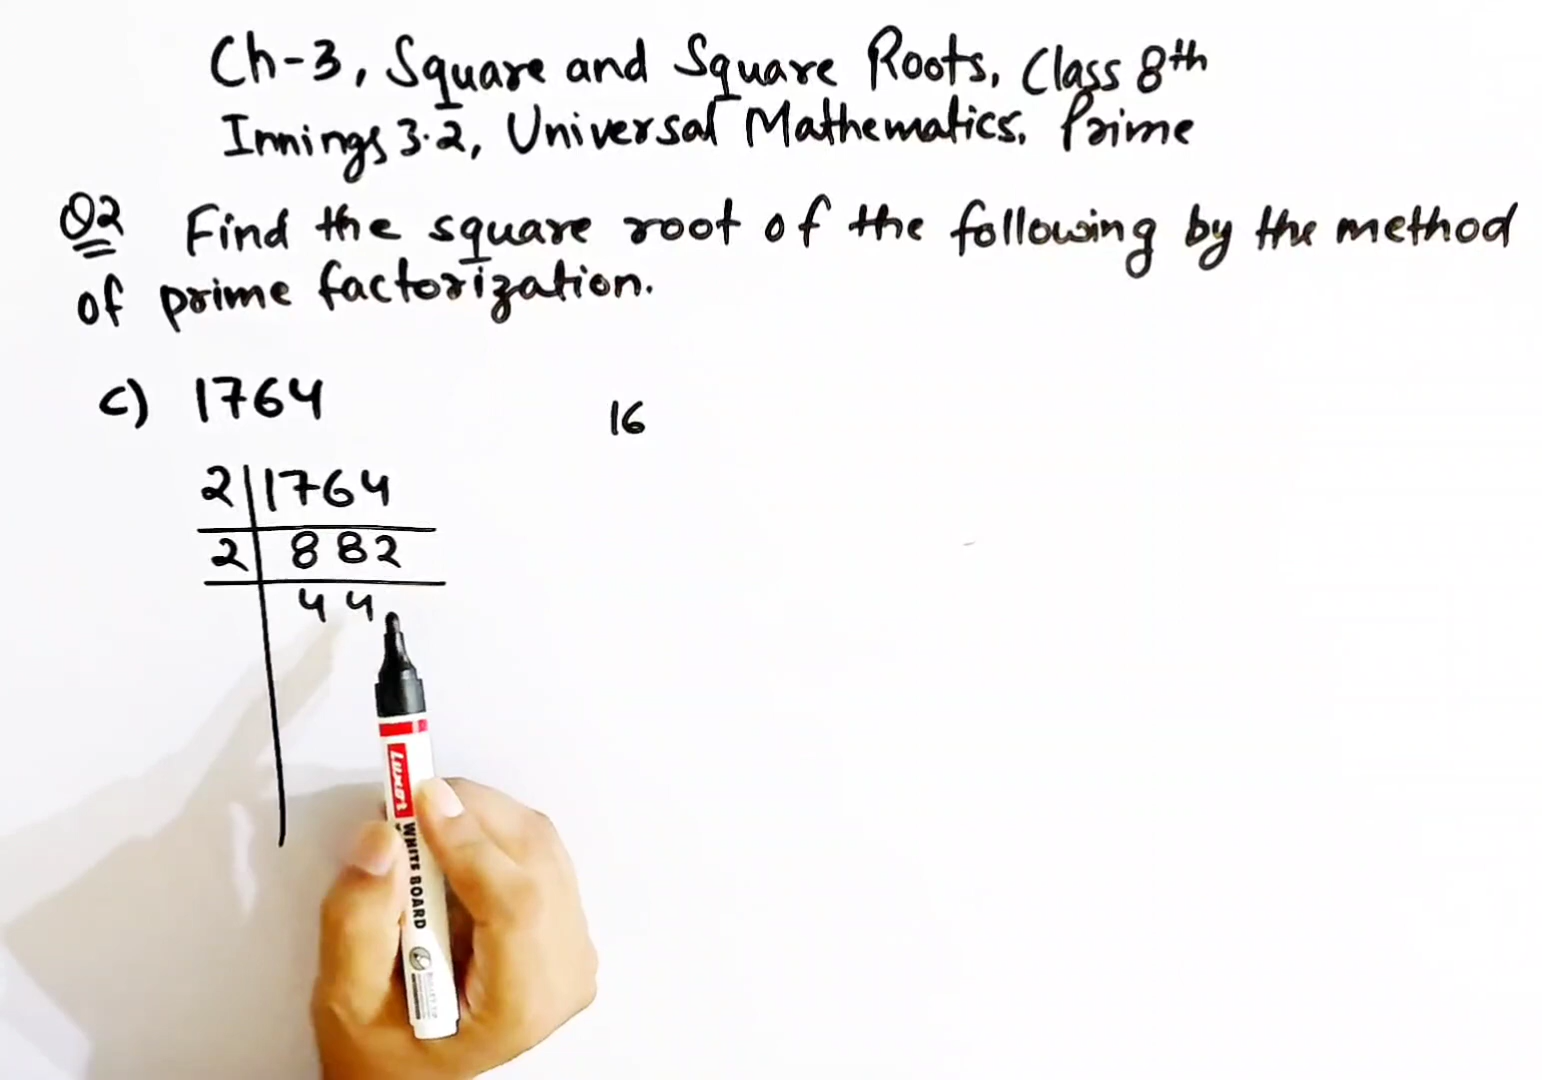 Ch-3, Square and Square Roots, Class 8th
Innings 3.2, Universal Mathematics, Prime
Q2 Find the square root of the following by the method
of prime factorization.
c) 1764
16
2 1764
2 882
44
Luxor
WHITE BOARD